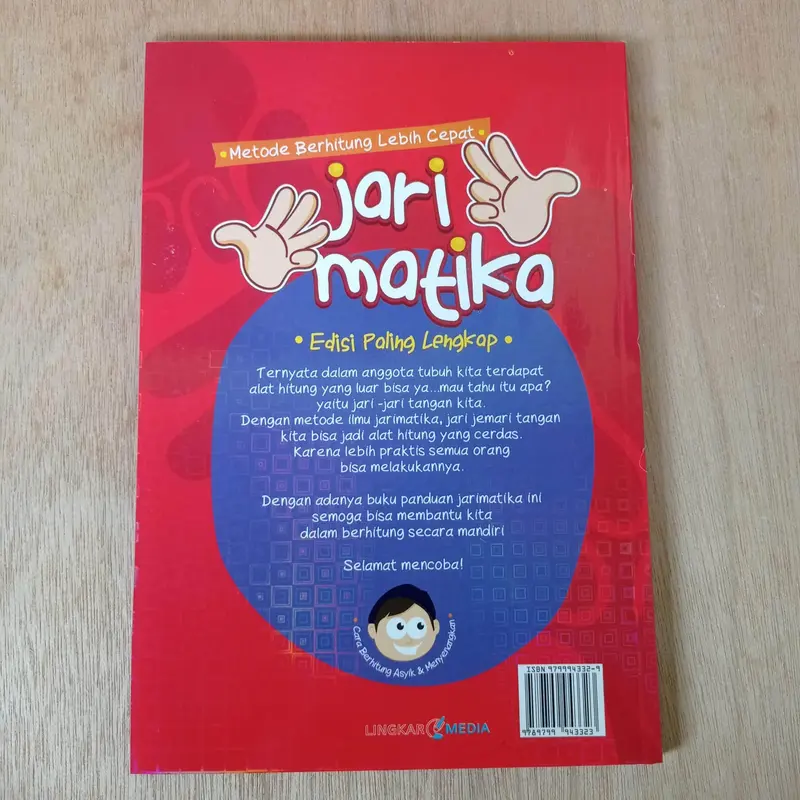 • Metode Berhitung Lebih Cepat •
jari
matika
• Edisi Paling Lengkap •
Ternyata dalam anggota tubuh kita terdapat
alat hitung yang luar bisa ya...mau tahu itu apa?
yaitu jari -jari tangan kita.
Dengan metode ilmu jarimatika, jari jemari tangan
kita bisa jadi alat hitung yang cerdas.
Karena lebih praktis semua orang
bisa melakukannya.
Dengan adanya buku panduan jarimatika ini
semoga bisa membantu kita
dalam berhitung secara mandiri
Selamat mencoba!
• Cara Berhitung Asyik & Menyenangkan •
ISBN 979994332-9
9789799 943323
LINGKAR MEDIA